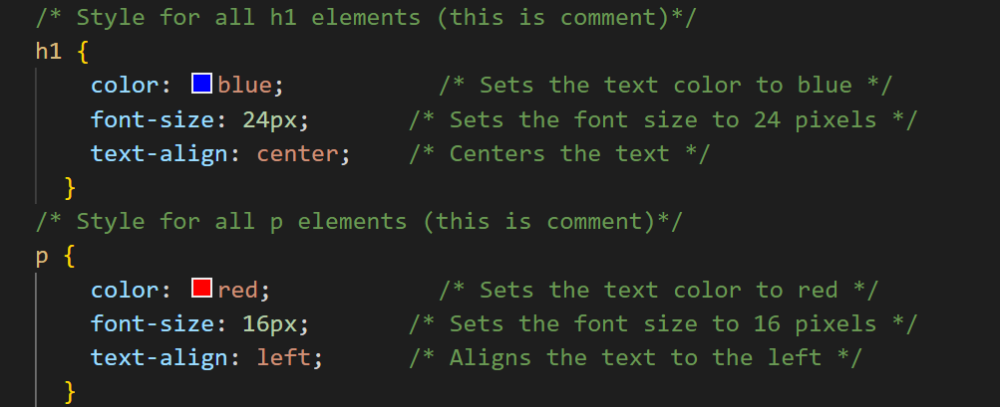 /* Style for all h1 elements (this is comment)*/
h1 {
color: blue; /* Sets the text color to blue */
font-size: 24px; /* Sets the font size to 24 pixels */
text-align: center; /* Centers the text */
}
/* Style for all p elements (this is comment)*/
p {
color: red; /* Sets the text color to red */
font-size: 16px; /* Sets the font size to 16 pixels */
text-align: left; /* Aligns the text to the left */
}